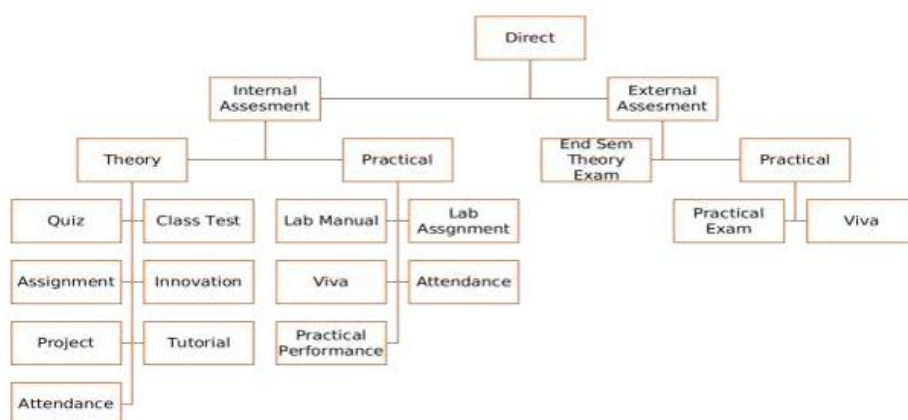 Direct
Internal
Assesment
External
Assesment
Theory
Practical
End Sem
Theory
Exam
Practical
Quiz
Class Test
Lab Manual
Lab
Assgnment
Practical
Exam
Viva
Assignment
Innovation
Viva
Attendance
Project
Tutorial
Practical
Performance
Attendance